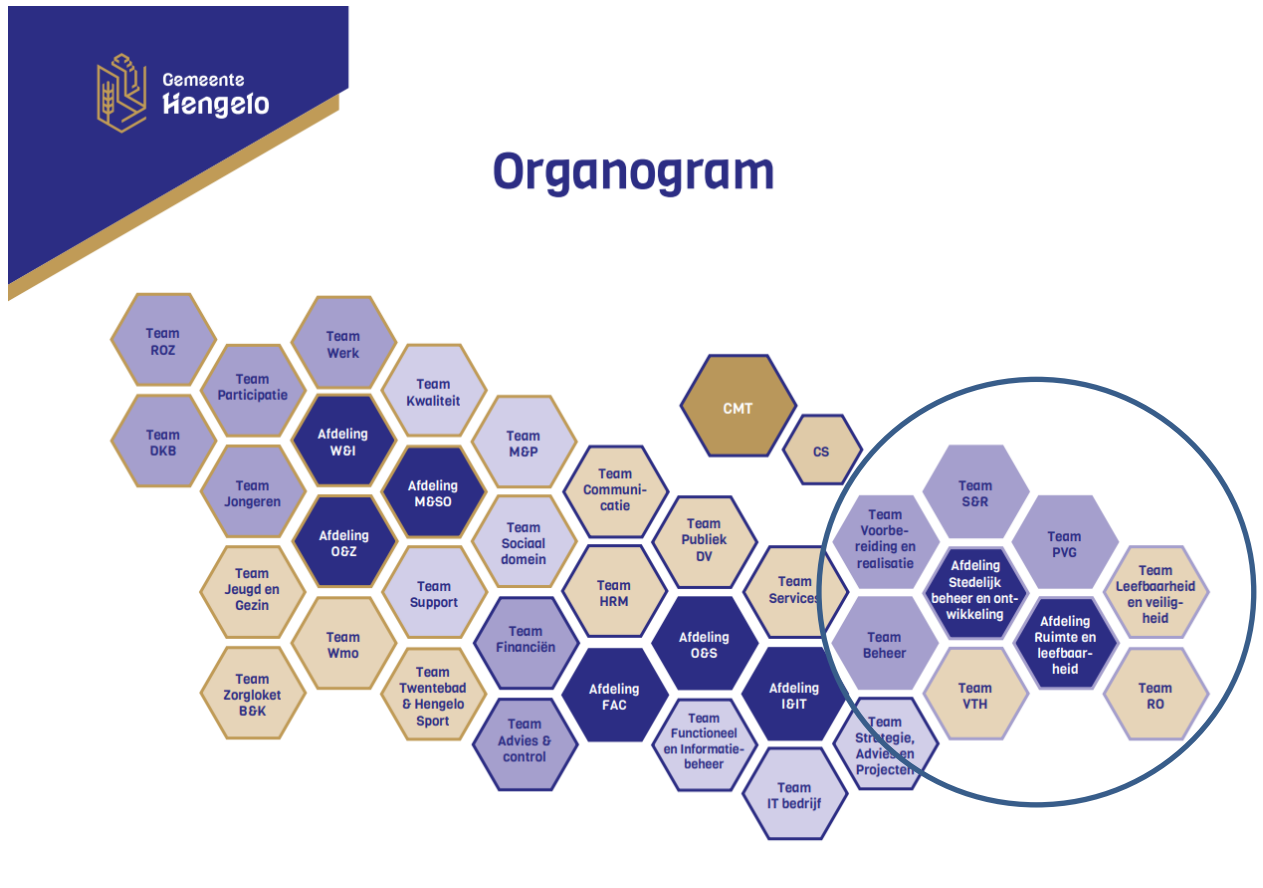 Gemeente
Hengelo
Organogram
Team
ROZ
Team
Werk
Team
Participatie
Team
Kwaliteit
Team
DKB
Afdeling
W&I
Team
M&P
Team
Jongeren
Afdeling
M&SO
Afdeling
O&Z
Team
Sociaal
domein
Team
Jeugd en
Gezin
Team
Support
Team
Wmo
Team
Zorgloket
B&K
Team
Twentebad
& Hengelo
Sport
CMT
CS
Team
Communi-
catie
Team
Publiek
DV
Team
HRM
Team
Services
Team
Financiën
Afdeling
O&S
Afdeling
FAC
Afdeling
I&IT
Team
Advies &
control
Team
Functioneel
en Informatie-
beheer
Team
IT bedrijf
Team
Strategie,
Advies en
Projecten
Team
S&R
Team
Voorbe-
reiding en
realisatie
Team
PVG
Afdeling
Stedelijk
beheer en ont-
wikkeling
Team
Leefbaarheid
en veilig-
heid
Team
Beheer
Afdeling
Ruimte en
leefbaar-
heid
Team
VTH
Team
RO